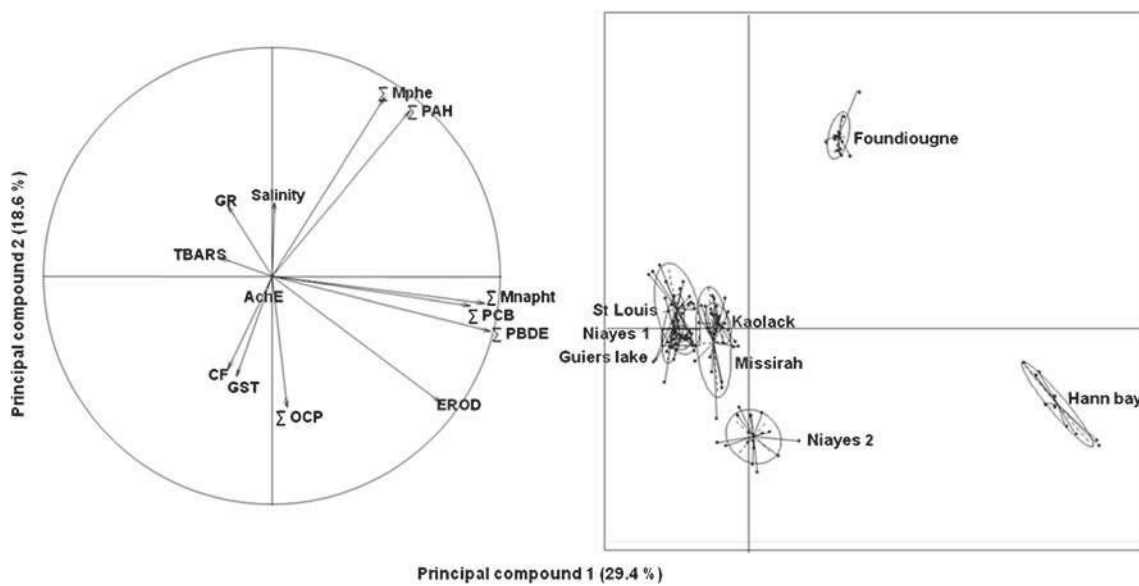 Principal compound 2 (18.6 %)
∑ Mphe
∑ PAH
GR
Salinity
TBARS
AchE
∑ Mnapht
∑ PCB
∑ PBDE
CF
GST
∑ OCP
EROD
Foundiougne
St Louis
Kaolack
Niayes 1
Guiers lake
Missirah
Hann bay
Niayes 2
Principal compound 1 (29.4 %)